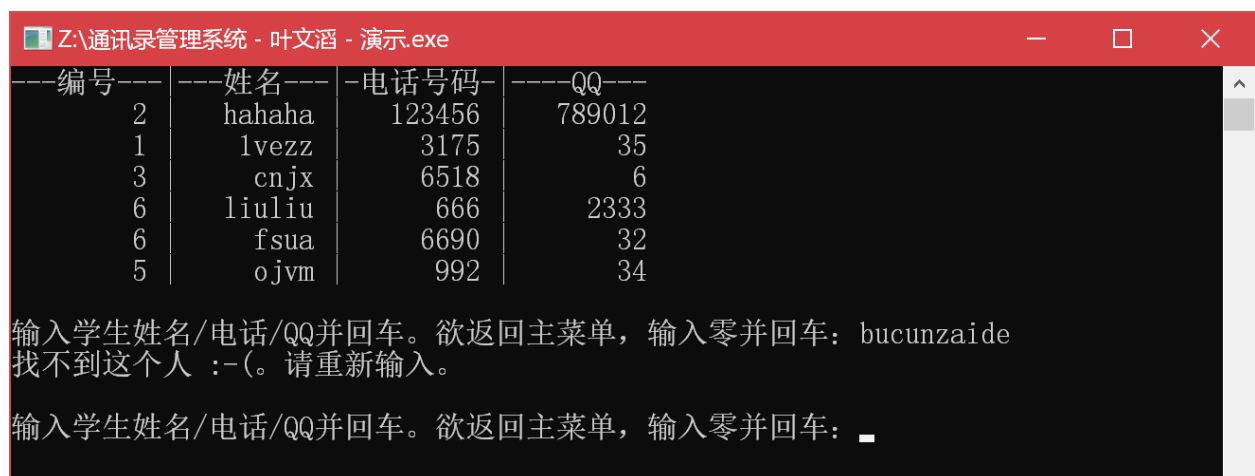 Z:\通讯录管理系统 - 叶文滔 - 演示.exe
---编号---|---姓名---|-电话号码-|----QQ---
2 | hahaha | 123456 | 789012
1 | lvezz | 3175 | 35
3 | cnjx | 6518 | 6
6 | liuliu | 666 | 2333
6 | fsua | 6690 | 32
5 | ojvm | 992 | 34
输入学生姓名/电话/QQ并回车。欲返回主菜单，输入零并回车：bucunzaide
找不到这个人 :-(。请重新输入。
输入学生姓名/电话/QQ并回车。欲返回主菜单，输入零并回车：